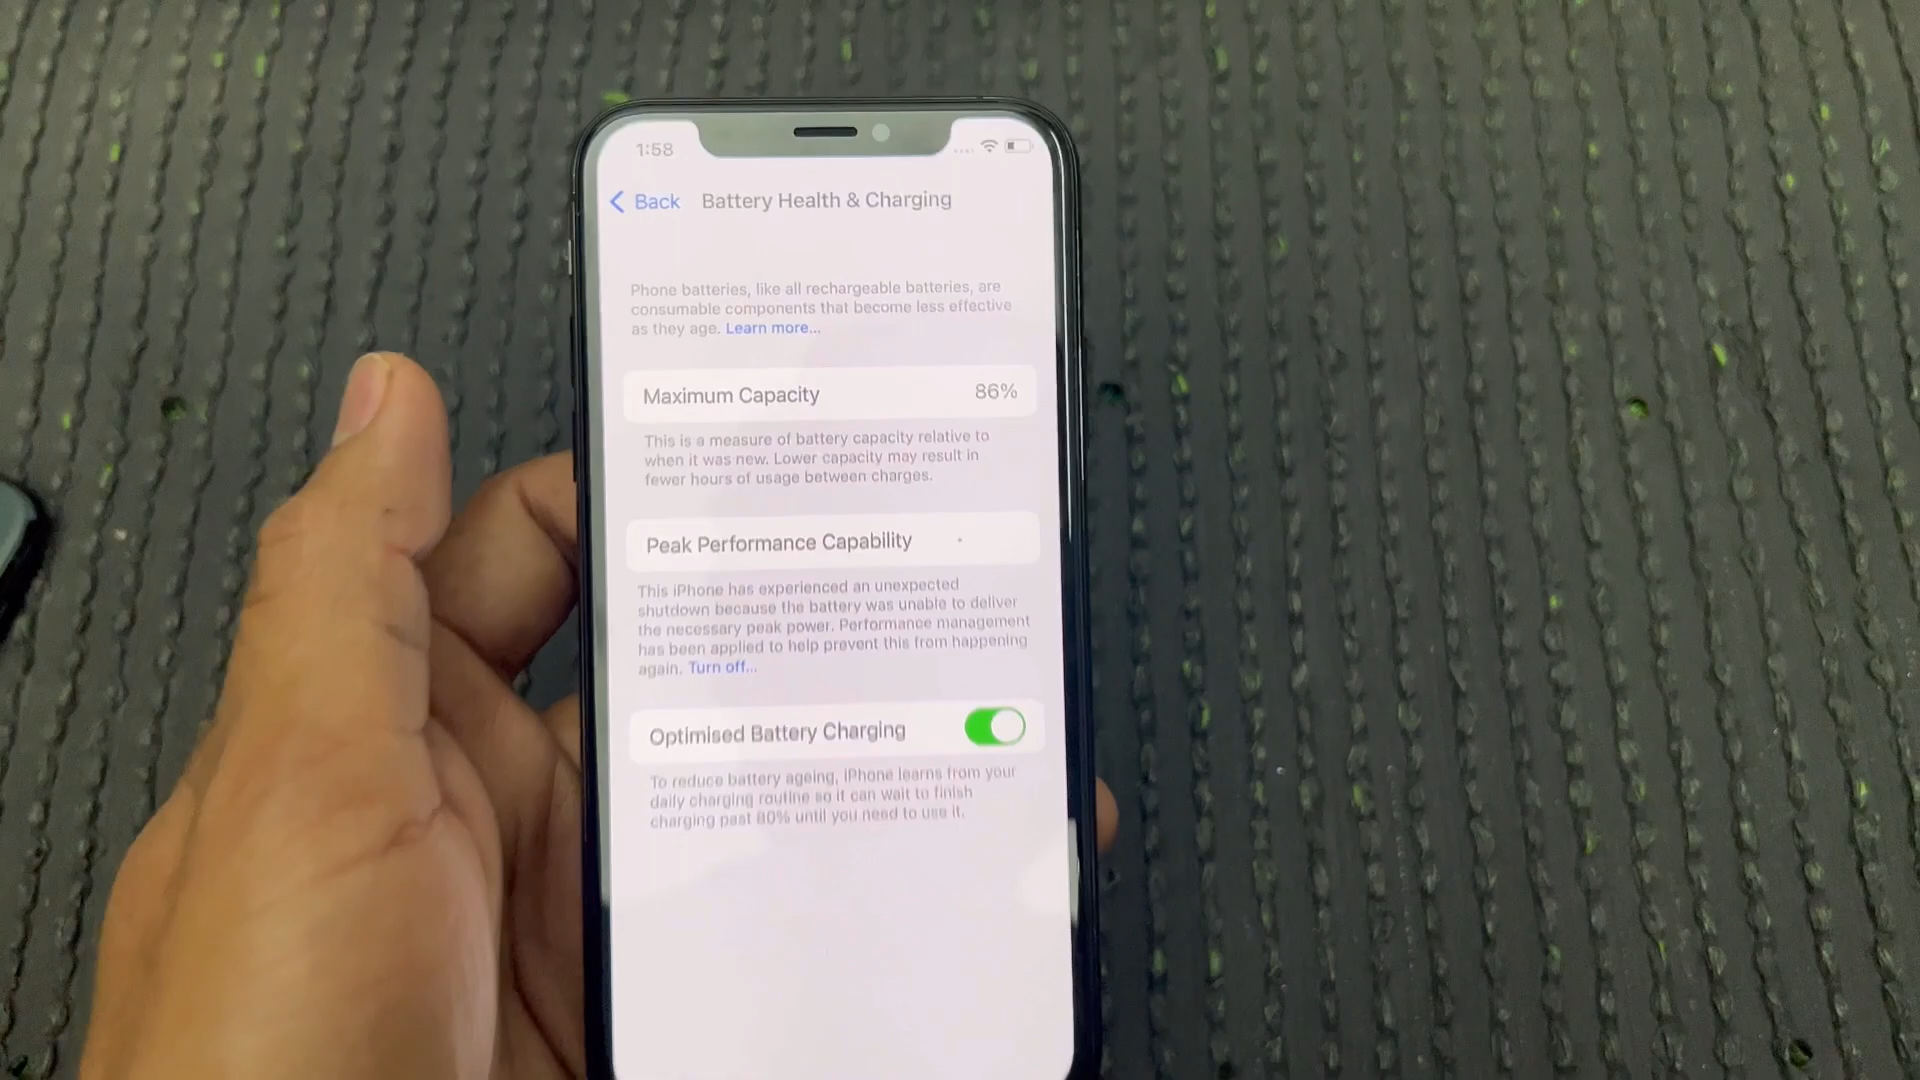 1:58
Back Battery Health & Charging
Phone batteries, like all rechargeable batteries, are
consumable components that become less effective
as they age. Learn more...
Maximum Capacity 86%
This is a measure of battery capacity relative to
when it was new. Lower capacity may result in
fewer hours of usage between charges.
Peak Performance Capability
This iPhone has experienced an unexpected
shutdown because the battery was unable to deliver
the necessary peak power. Performance management
has been applied to help prevent this from happening
again. Turn off...
Optimised Battery Charging
To reduce battery ageing, iPhone learns from your
daily charging routine so it can wait to finish
charging past 80% until you need to use it.